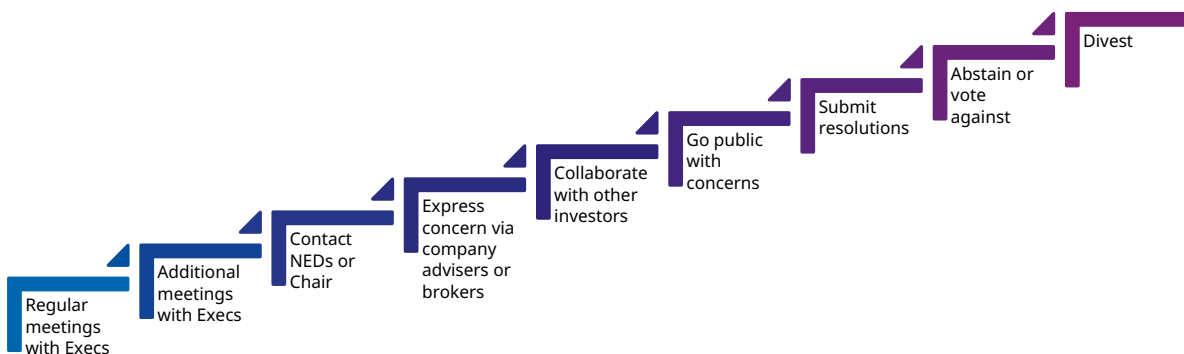 Regular
meetings
with Execs
Additional
meetings
with Execs
Contact
NEDs or
Chair
Express
concern via
company
advisers or
brokers
Collaborate
with other
investors
Go public
with
concerns
Submit
resolutions
Abstain or
vote
against
Divest